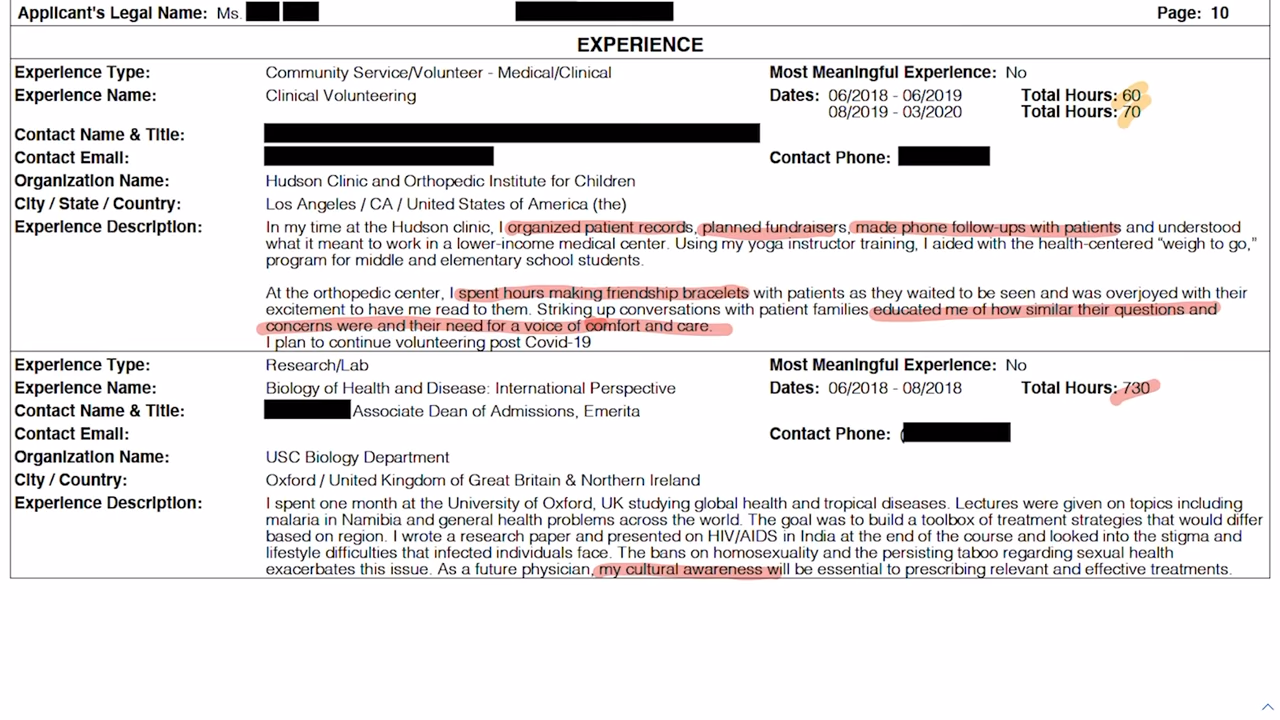 Applicant's Legal Name: Ms.
Page: 10
EXPERIENCE
Experience Type: Community Service/Volunteer - Medical/Clinical Most Meaningful Experience: No
Experience Name: Clinical Volunteering Dates: 06/2018 - 06/2019 Total Hours: 60
08/2019 - 03/2020 Total Hours: 70
Contact Name & Title:
Contact Email: Contact Phone:
Organization Name: Hudson Clinic and Orthopedic Institute for Children
City / State / Country: Los Angeles / CA / United States of America (the)
Experience Description: In my time at the Hudson clinic, I organized patient records, planned fundraisers, made phone follow-ups with patients and understood
what it meant to work in a lower-income medical center. Using my yoga instructor training, I aided with the health-centered “weigh to go,”
program for middle and elementary school students.
At the orthopedic center, I spent hours making friendship bracelets with patients as they waited to be seen and was overjoyed with their
excitement to have me read to them. Striking up conversations with patient families educated me of how similar their questions and
concerns were and their need for a voice of comfort and care.
I plan to continue volunteering post Covid-19
Experience Type: Research/Lab Most Meaningful Experience: No
Experience Name: Biology of Health and Disease: International Perspective Dates: 06/2018 - 08/2018 Total Hours: 730
Contact Name & Title: Associate Dean of Admissions, Emerita
Contact Email: Contact Phone: (
Organization Name: USC Biology Department
City / Country: Oxford / United Kingdom of Great Britain & Northern Ireland
Experience Description: I spent one month at the University of Oxford, UK studying global health and tropical diseases. Lectures were given on topics including
malaria in Namibia and general health problems across the world. The goal was to build a toolbox of treatment strategies that would differ
based on region. I wrote a research paper and presented on HIV/AIDS in India at the end of the course and looked into the stigma and
lifestyle difficulties that infected individuals face. The bans on homosexuality and the persisting taboo regarding sexual health
exacerbates this issue. As a future physician, my cultural awareness will be essential to prescribing relevant and effective treatments.